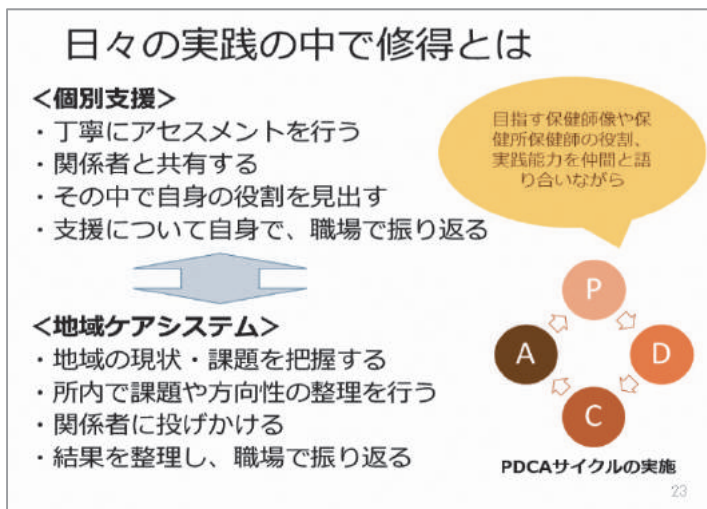 日々の実践の中で修得とは
＜個別支援＞
・丁寧にアセスメントを行う
・関係者と共有する
・その中で自身の役割を見出す
・支援について自身で、職場で振り返る
目指す保健師像や保
健所保健師の役割、
実践能力を仲間と語
り合いながら
＜地域ケアシステム＞
・地域の現状・課題を把握する
・所内で課題や方向性の整理を行う
・関係者に投げかける
・結果を整理し、職場で振り返る
P
A
D
C
PDCAサイクルの実施
23